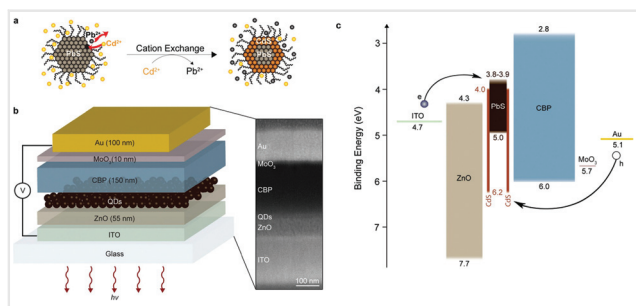 a
Pb²⁺
Cd²⁺
PbS
Cation Exchange
Cd²⁺
Pb²⁺
CdS
PbS
b
Au (100 nm)
MoO₃(10 nm)
CBP (150 nm)
QDs
ZnO (55 nm)
ITO
Glass
V
hv
Au
MoO₃
CBP
QDs
ZnO
ITO
100 nm
c
Binding Energy (eV)
3
4
5
6
7
ITO
4.7
4.3
ZnO
7.7
4.0
3.8-3.9
PbS
5.0
6.2
CdS
CdS
2.8
CBP
6.0
MoO₃
5.7
Au
5.1
h